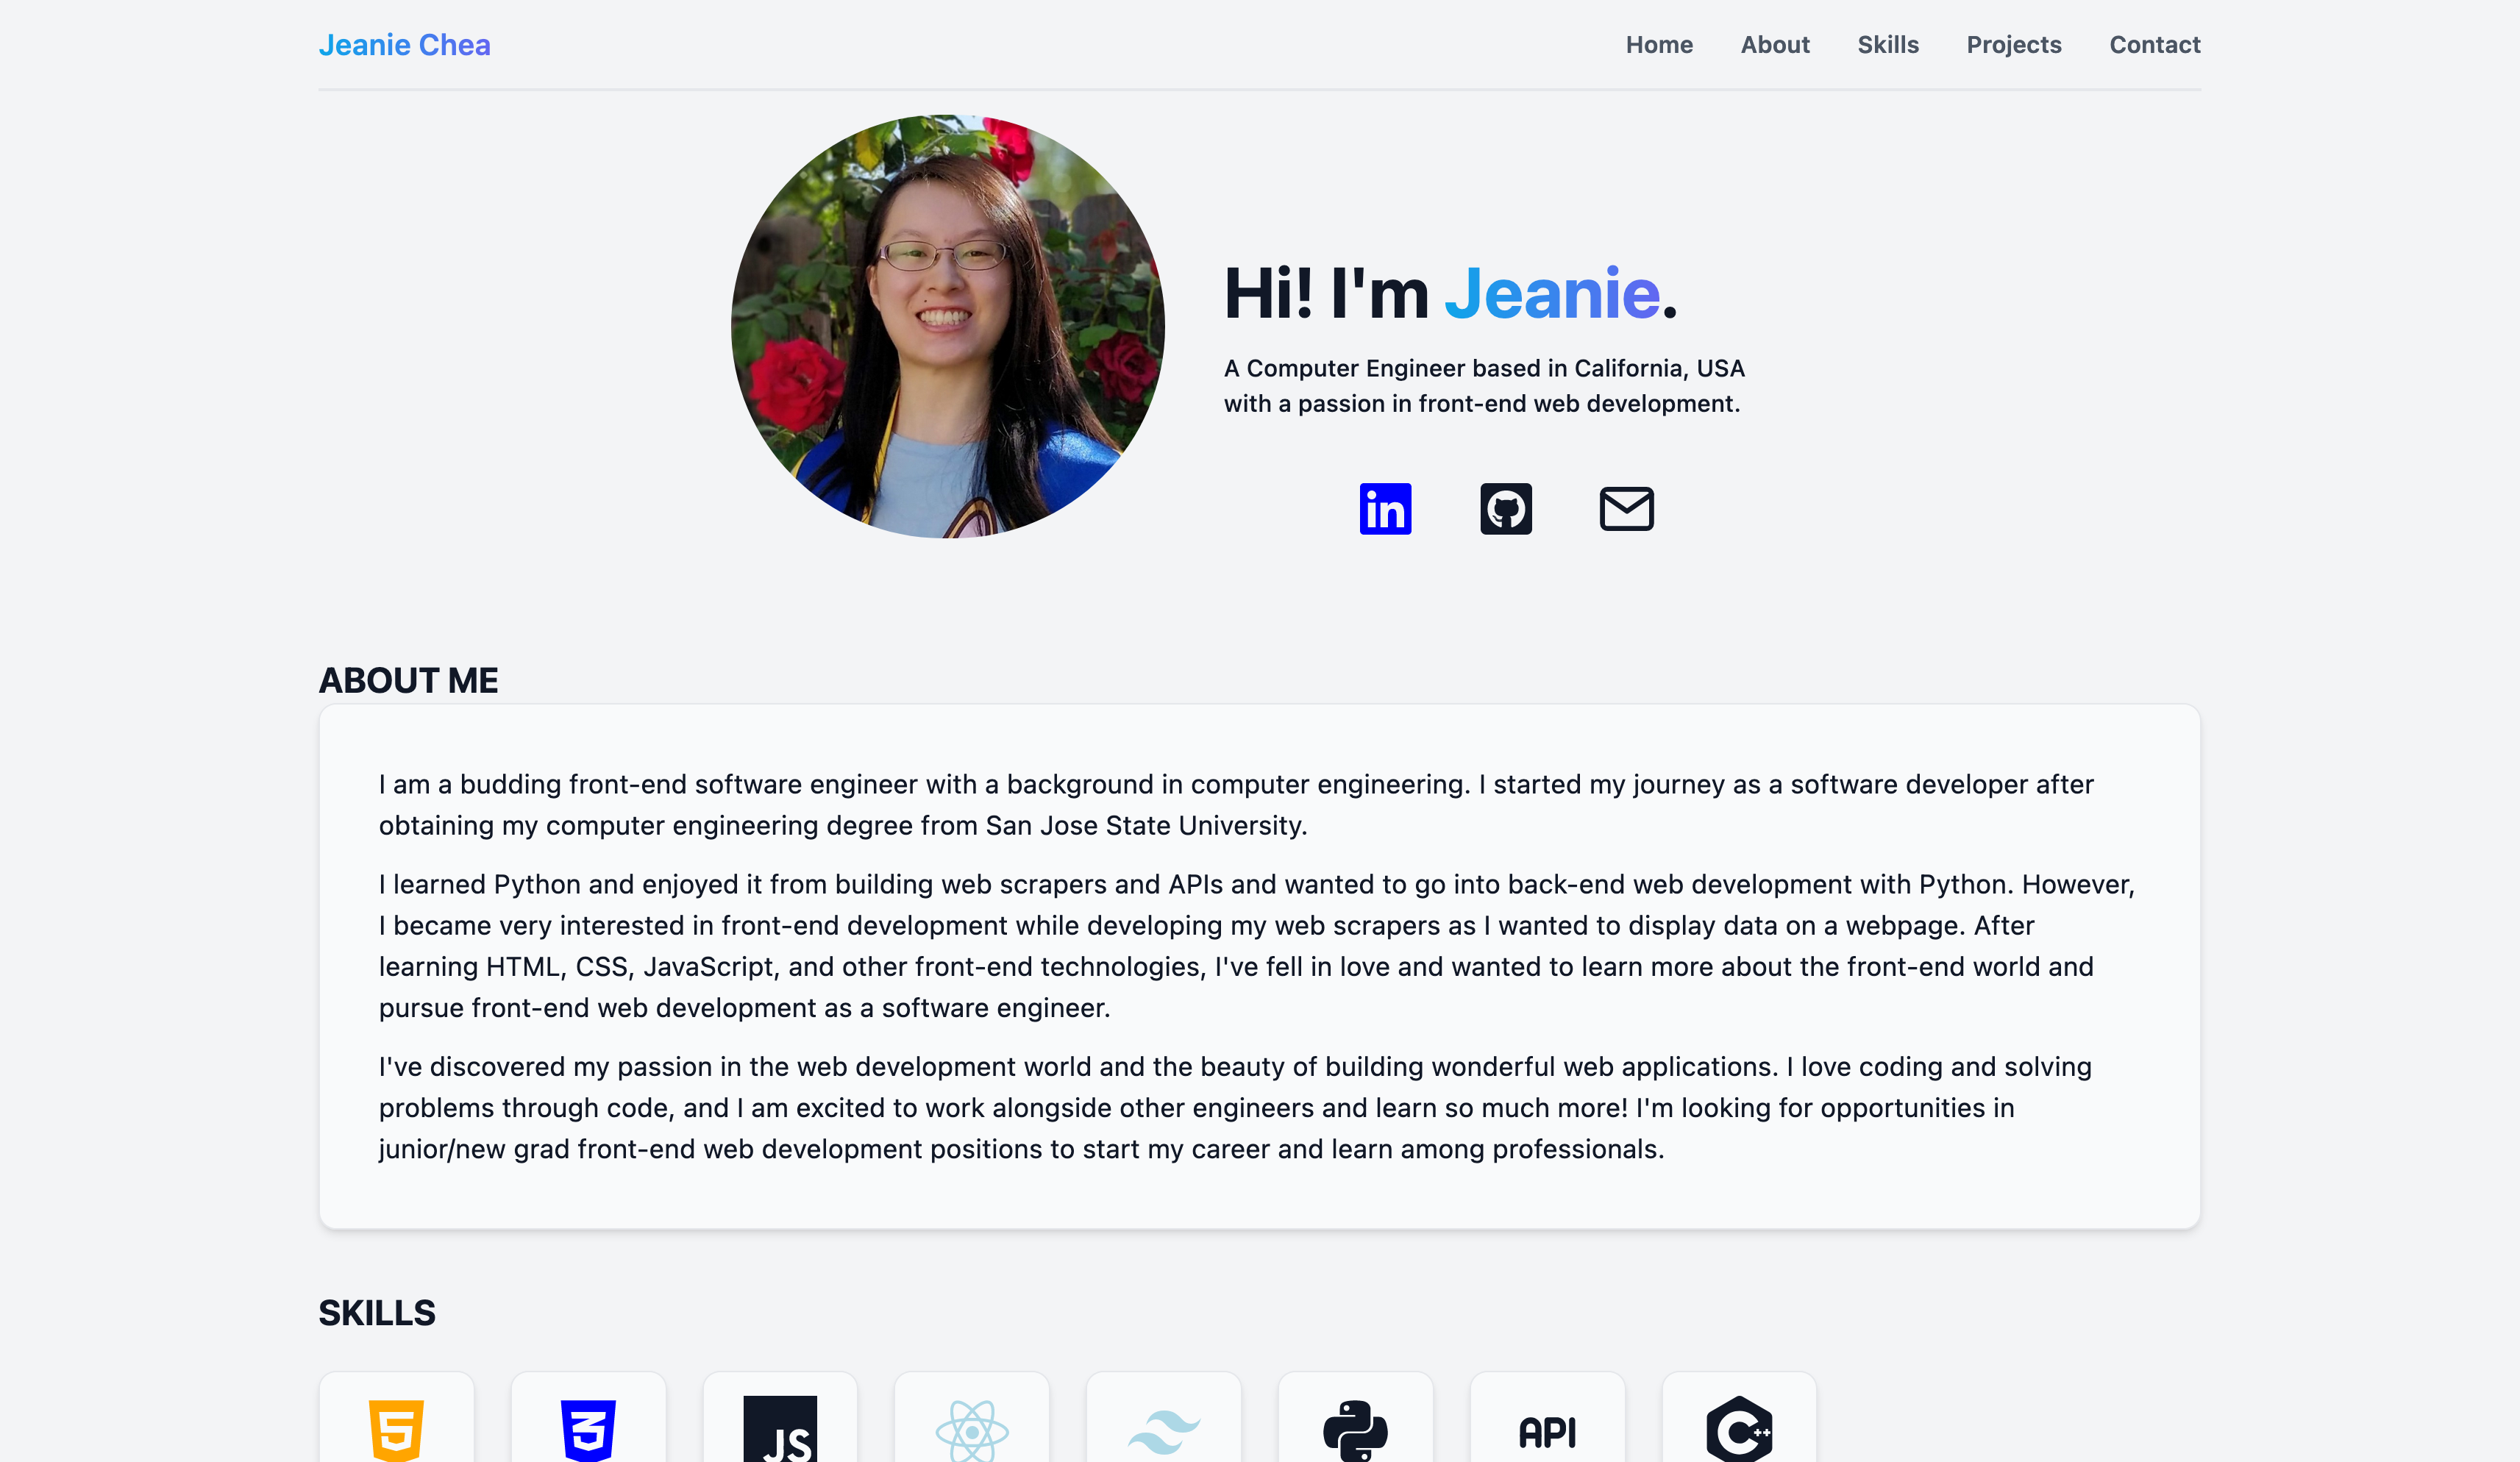 Jeanie Chea
Home About Skills Projects Contact
Hi! I'm Jeanie.
A Computer Engineer based in California, USA
with a passion in front-end web development.
in
ABOUT ME
I am a budding front-end software engineer with a background in computer engineering. I started my journey as a software developer after
obtaining my computer engineering degree from San Jose State University.
I learned Python and enjoyed it from building web scrapers and APIs and wanted to go into back-end web development with Python. However,
I became very interested in front-end development while developing my web scrapers as I wanted to display data on a webpage. After
learning HTML, CSS, JavaScript, and other front-end technologies, I've fell in love and wanted to learn more about the front-end world and
pursue front-end web development as a software engineer.
I've discovered my passion in the web development world and the beauty of building wonderful web applications. I love coding and solving
problems through code, and I am excited to work alongside other engineers and learn so much more! I'm looking for opportunities in
junior/new grad front-end web development positions to start my career and learn among professionals.
SKILLS
5 3 JS API C++